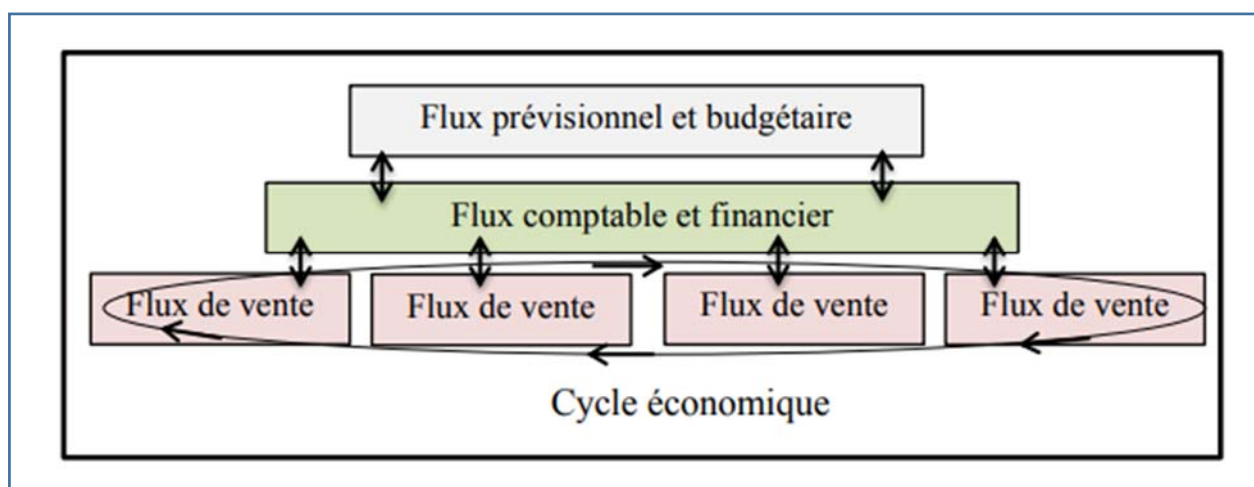 Flux prévisionnel et budgétaire
Flux comptable et financier
Flux de vente
Flux de vente
Flux de vente
Flux de vente
Cycle économique